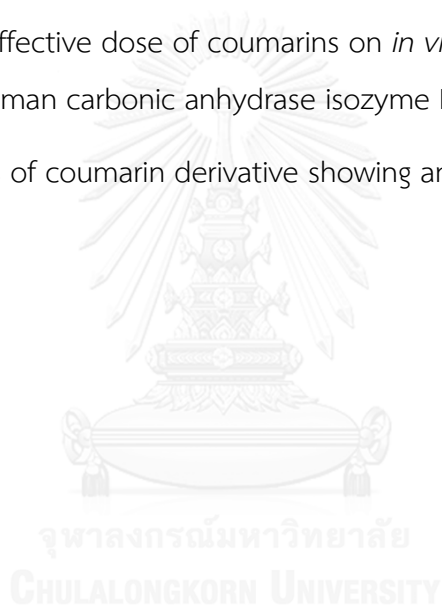 ffective dose of coumarins on in vi
man carbonic anhydrase isozyme
of coumarin derivative showing
จุฬาลงกรณ์มหาวิทยาลัย
CHULALONGKORN UNIVERSITY